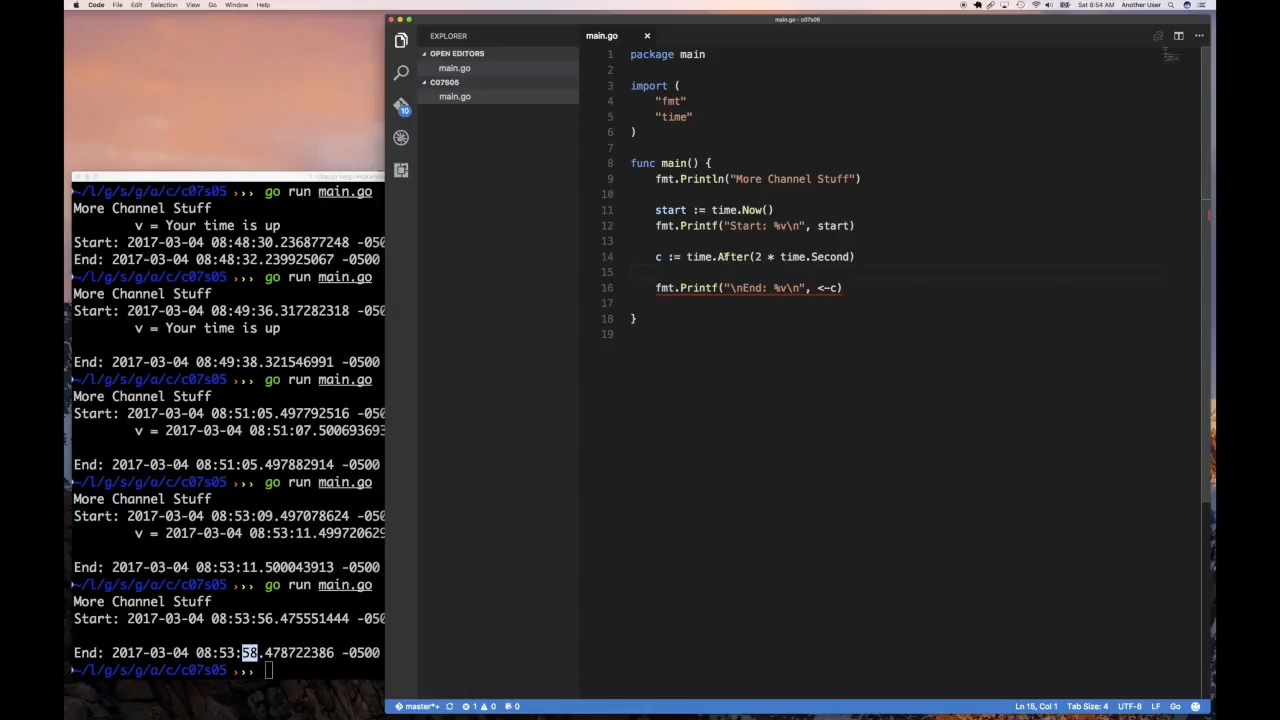 Code File Edit Selection View Go Window Help
Another User
Sat 8:54 AM
main.go - c07s05
EXPLORER
OPEN EDITORS
main.go
C07S05
main.go
10
main.go
1 package main
2
3 import (
4 "fmt"
5 "time"
6 )
7
8 func main() {
9 fmt.Println("More Channel Stuff")
10
11 start := time.Now()
12 fmt.Printf("Start: %v\n", start)
13
14 c := time.After(2 * time.Second)
15
16 fmt.Printf("\nEnd: %v\n", <-c)
17
18 }
19
~/l/g/s/g/a/c/c07s05 ››› go run main.go
More Channel Stuff
v = Your time is up
Start: 2017-03-04 08:48:30.236877248 -0500
End: 2017-03-04 08:48:32.239925067 -0500
~/l/g/s/g/a/c/c07s05 ››› go run main.go
More Channel Stuff
Start: 2017-03-04 08:49:36.317282318 -0500
v = Your time is up
End: 2017-03-04 08:49:38.321546991 -0500
~/l/g/s/g/a/c/c07s05 ››› go run main.go
More Channel Stuff
Start: 2017-03-04 08:51:05.497792516 -0500
v = 2017-03-04 08:51:07.500693693
End: 2017-03-04 08:51:05.497882914 -0500
~/l/g/s/g/a/c/c07s05 ››› go run main.go
More Channel Stuff
Start: 2017-03-04 08:53:09.497078624 -050
v = 2017-03-04 08:53:11.499720629
End: 2017-03-04 08:53:11.500043913 -0500
~/l/g/s/g/a/c/c07s05 ››› go run main.go
More Channel Stuff
Start: 2017-03-04 08:53:56.475551444 -050
End: 2017-03-04 08:53:58.478722386 -0500
~/l/g/s/g/a/c/c07s05 ›››
master*+ 1 0 0
Ln 15, Col 1 Tab Size: 4 UTF-8 LF Go